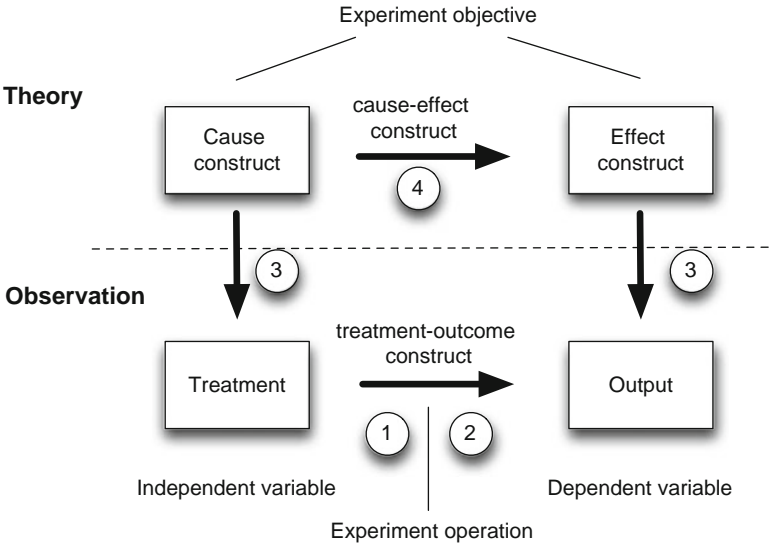 Experiment objective
Theory
cause-effect
construct
Cause
construct
Effect
construct
4
3
3
Observation
treatment-outcome
construct
Treatment
Output
1
2
Independent variable
Dependent variable
Experiment operation